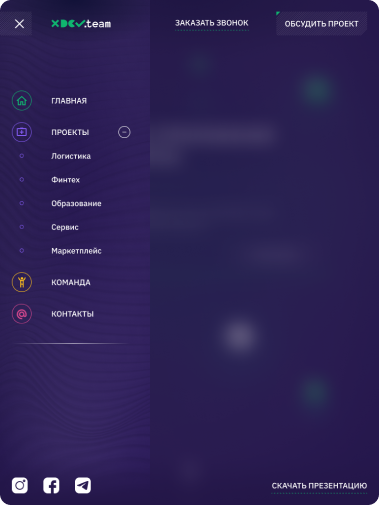 XDEV.team
ЗАКАЗАТЬ ЗВОНОК
ОБСУДИТЬ ПРОЕКТ
ГЛАВНАЯ
ПРОЕКТЫ
Логистика
Финтех
Образование
Сервис
Маркетплейс
КОМАНДА
КОНТАКТЫ
СКАЧАТЬ ПРЕЗЕНТАЦИЮ